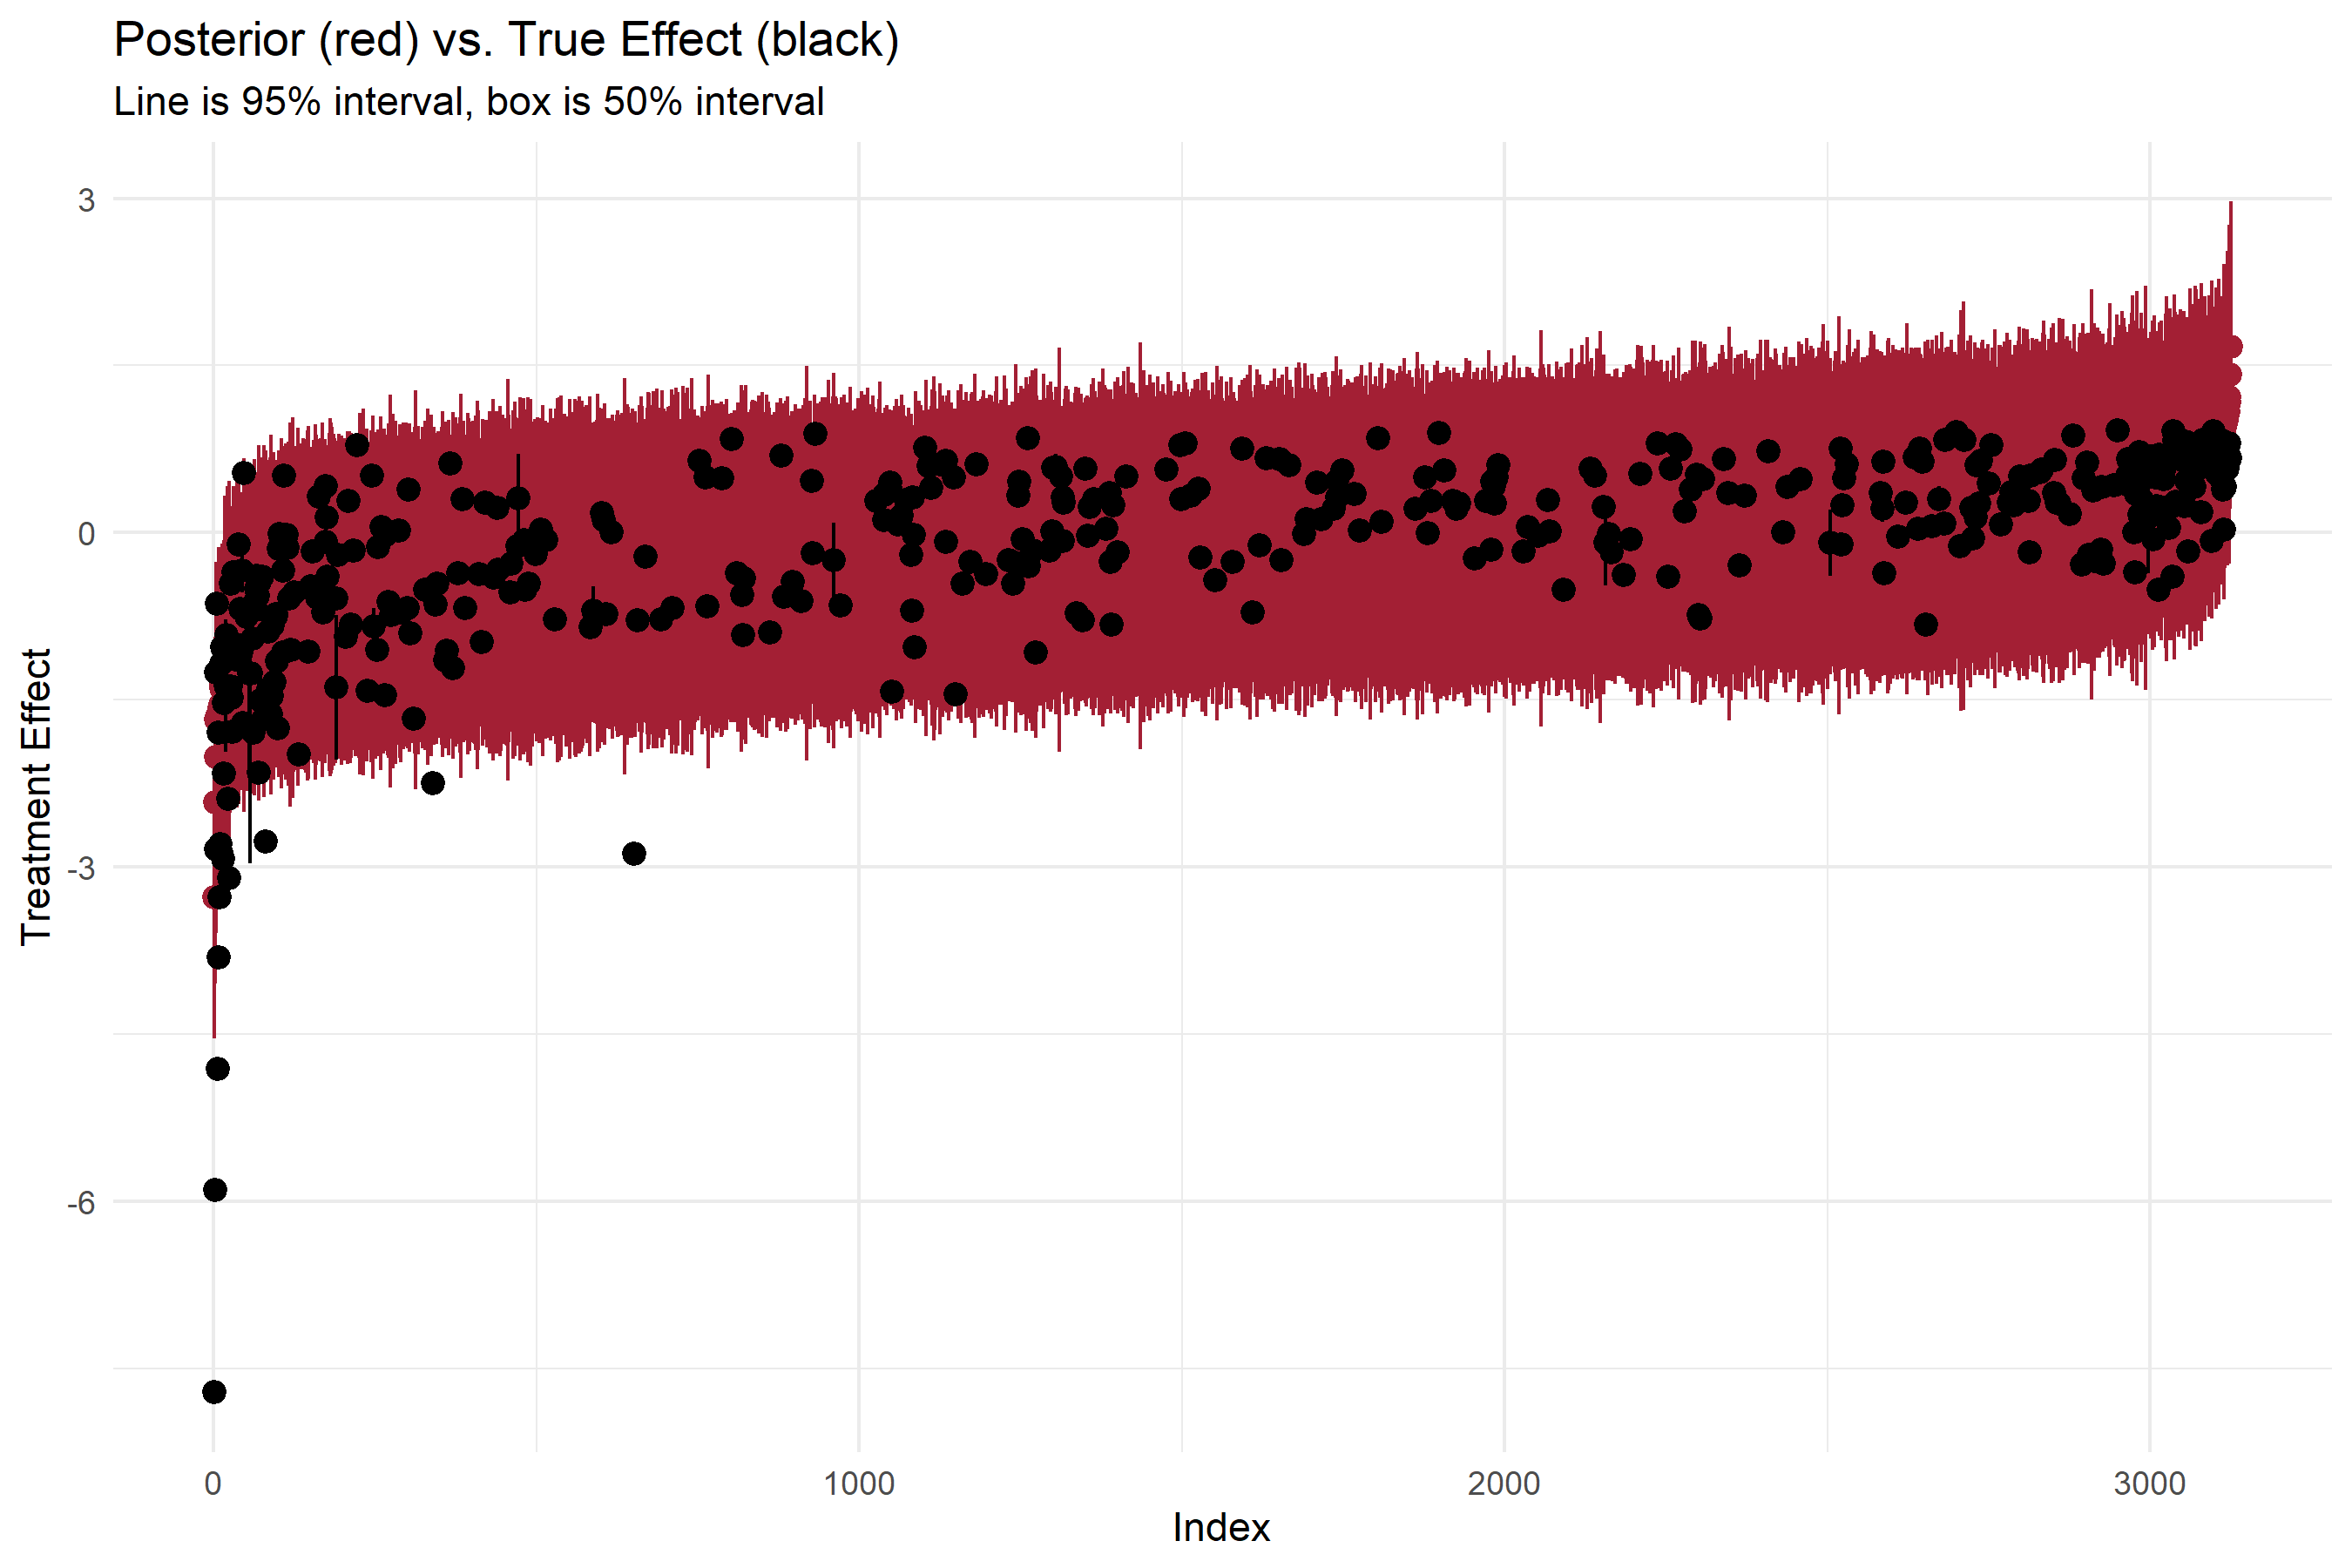 Posterior (red) vs. True Effect (black)
Line is 95% interval, box is 50% interval
Treatment Effect
3
0
-3
-6
0
1000
2000
3000
Index